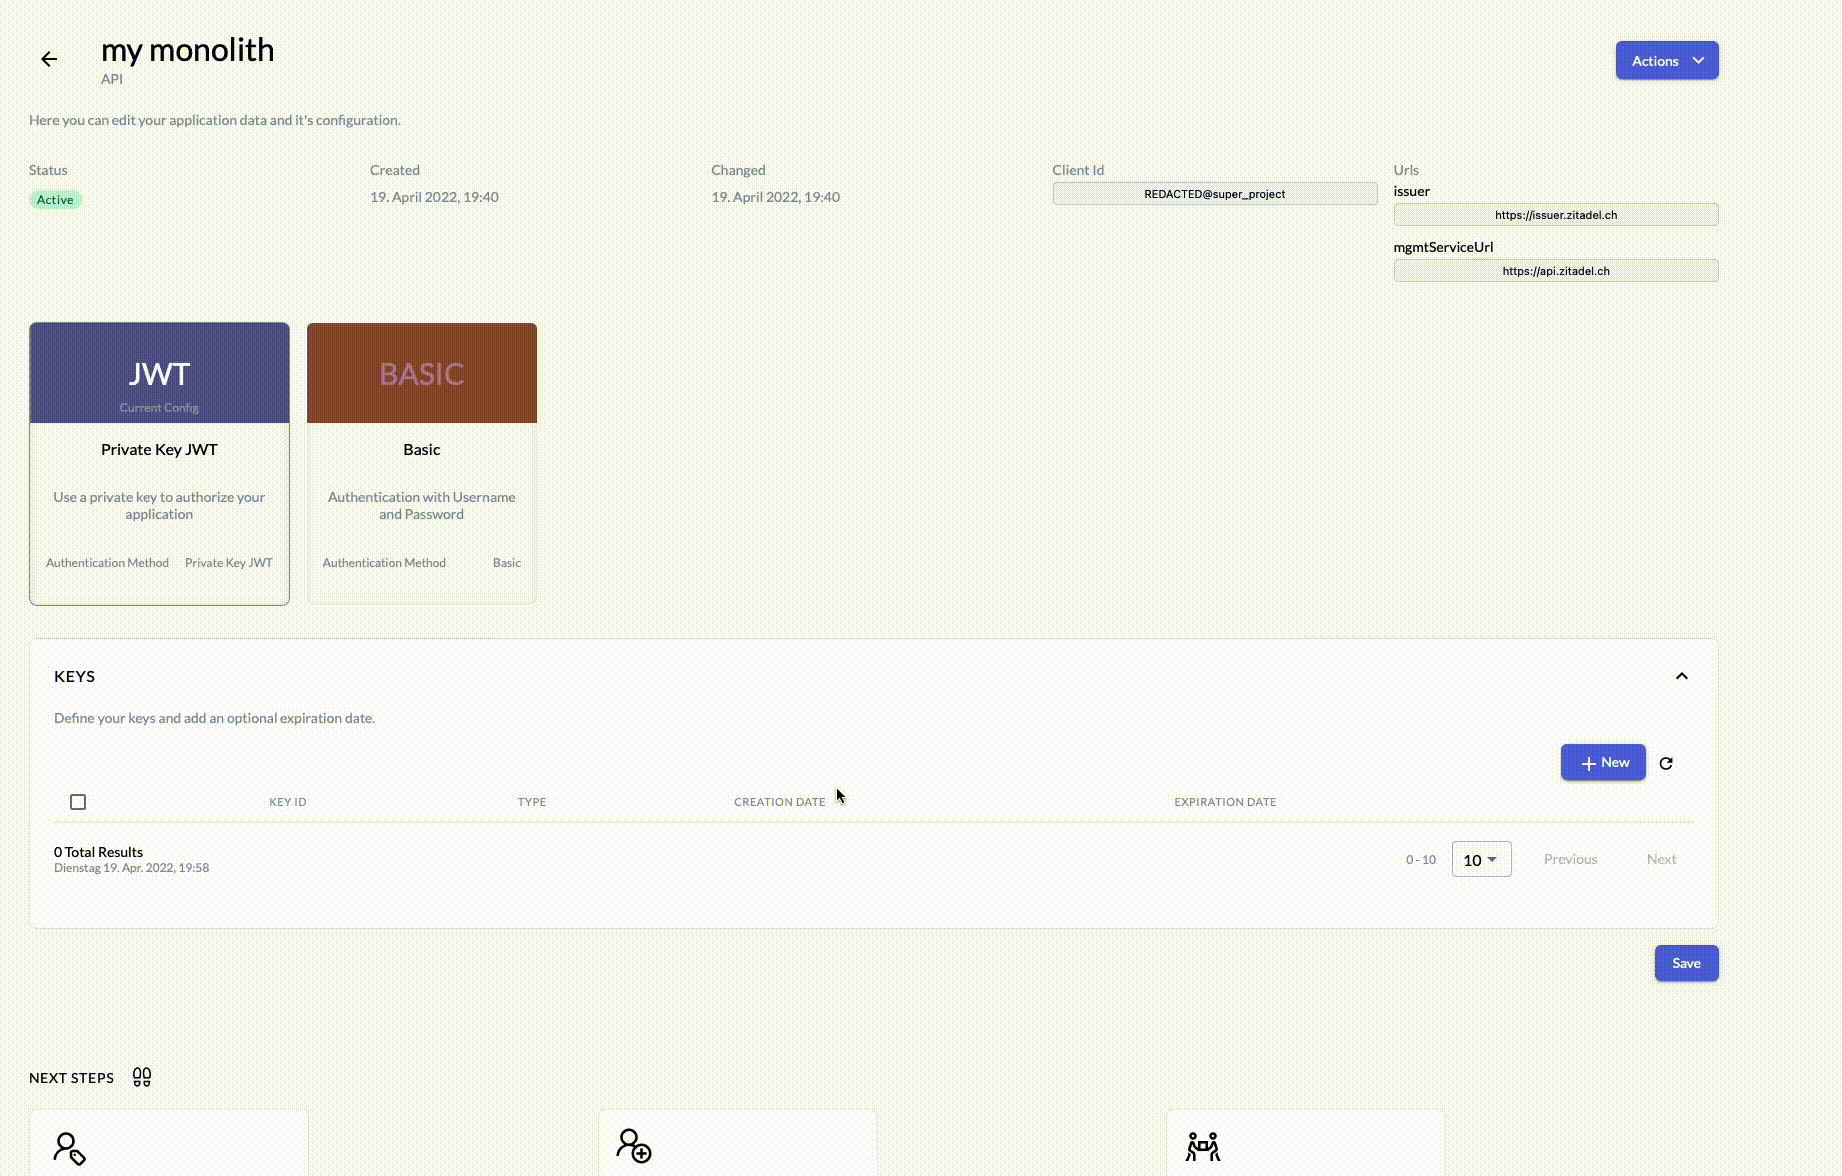 my monolith
API
Actions
Here you can edit your application data and it's configuration.
Status
Active
Created
19. April 2022, 19:40
Changed
19. April 2022, 19:40
Client Id
REDACTED@super_project
Urls
issuer
https://issuer.zitadel.ch
mgmtServiceUrl
https://api.zitadel.ch
JWT
Current Config
Private Key JWT
Use a private key to authorize your
application
Authentication Method Private Key JWT
BASIC
Basic
Authentication with Username
and Password
Authentication Method Basic
KEYS
Define your keys and add an optional expiration date.
New
KEY ID TYPE CREATION DATE EXPIRATION DATE
0 Total Results
Dienstag 19. Apr. 2022, 19:58
0 - 10 10 Previous Next
Save
NEXT STEPS